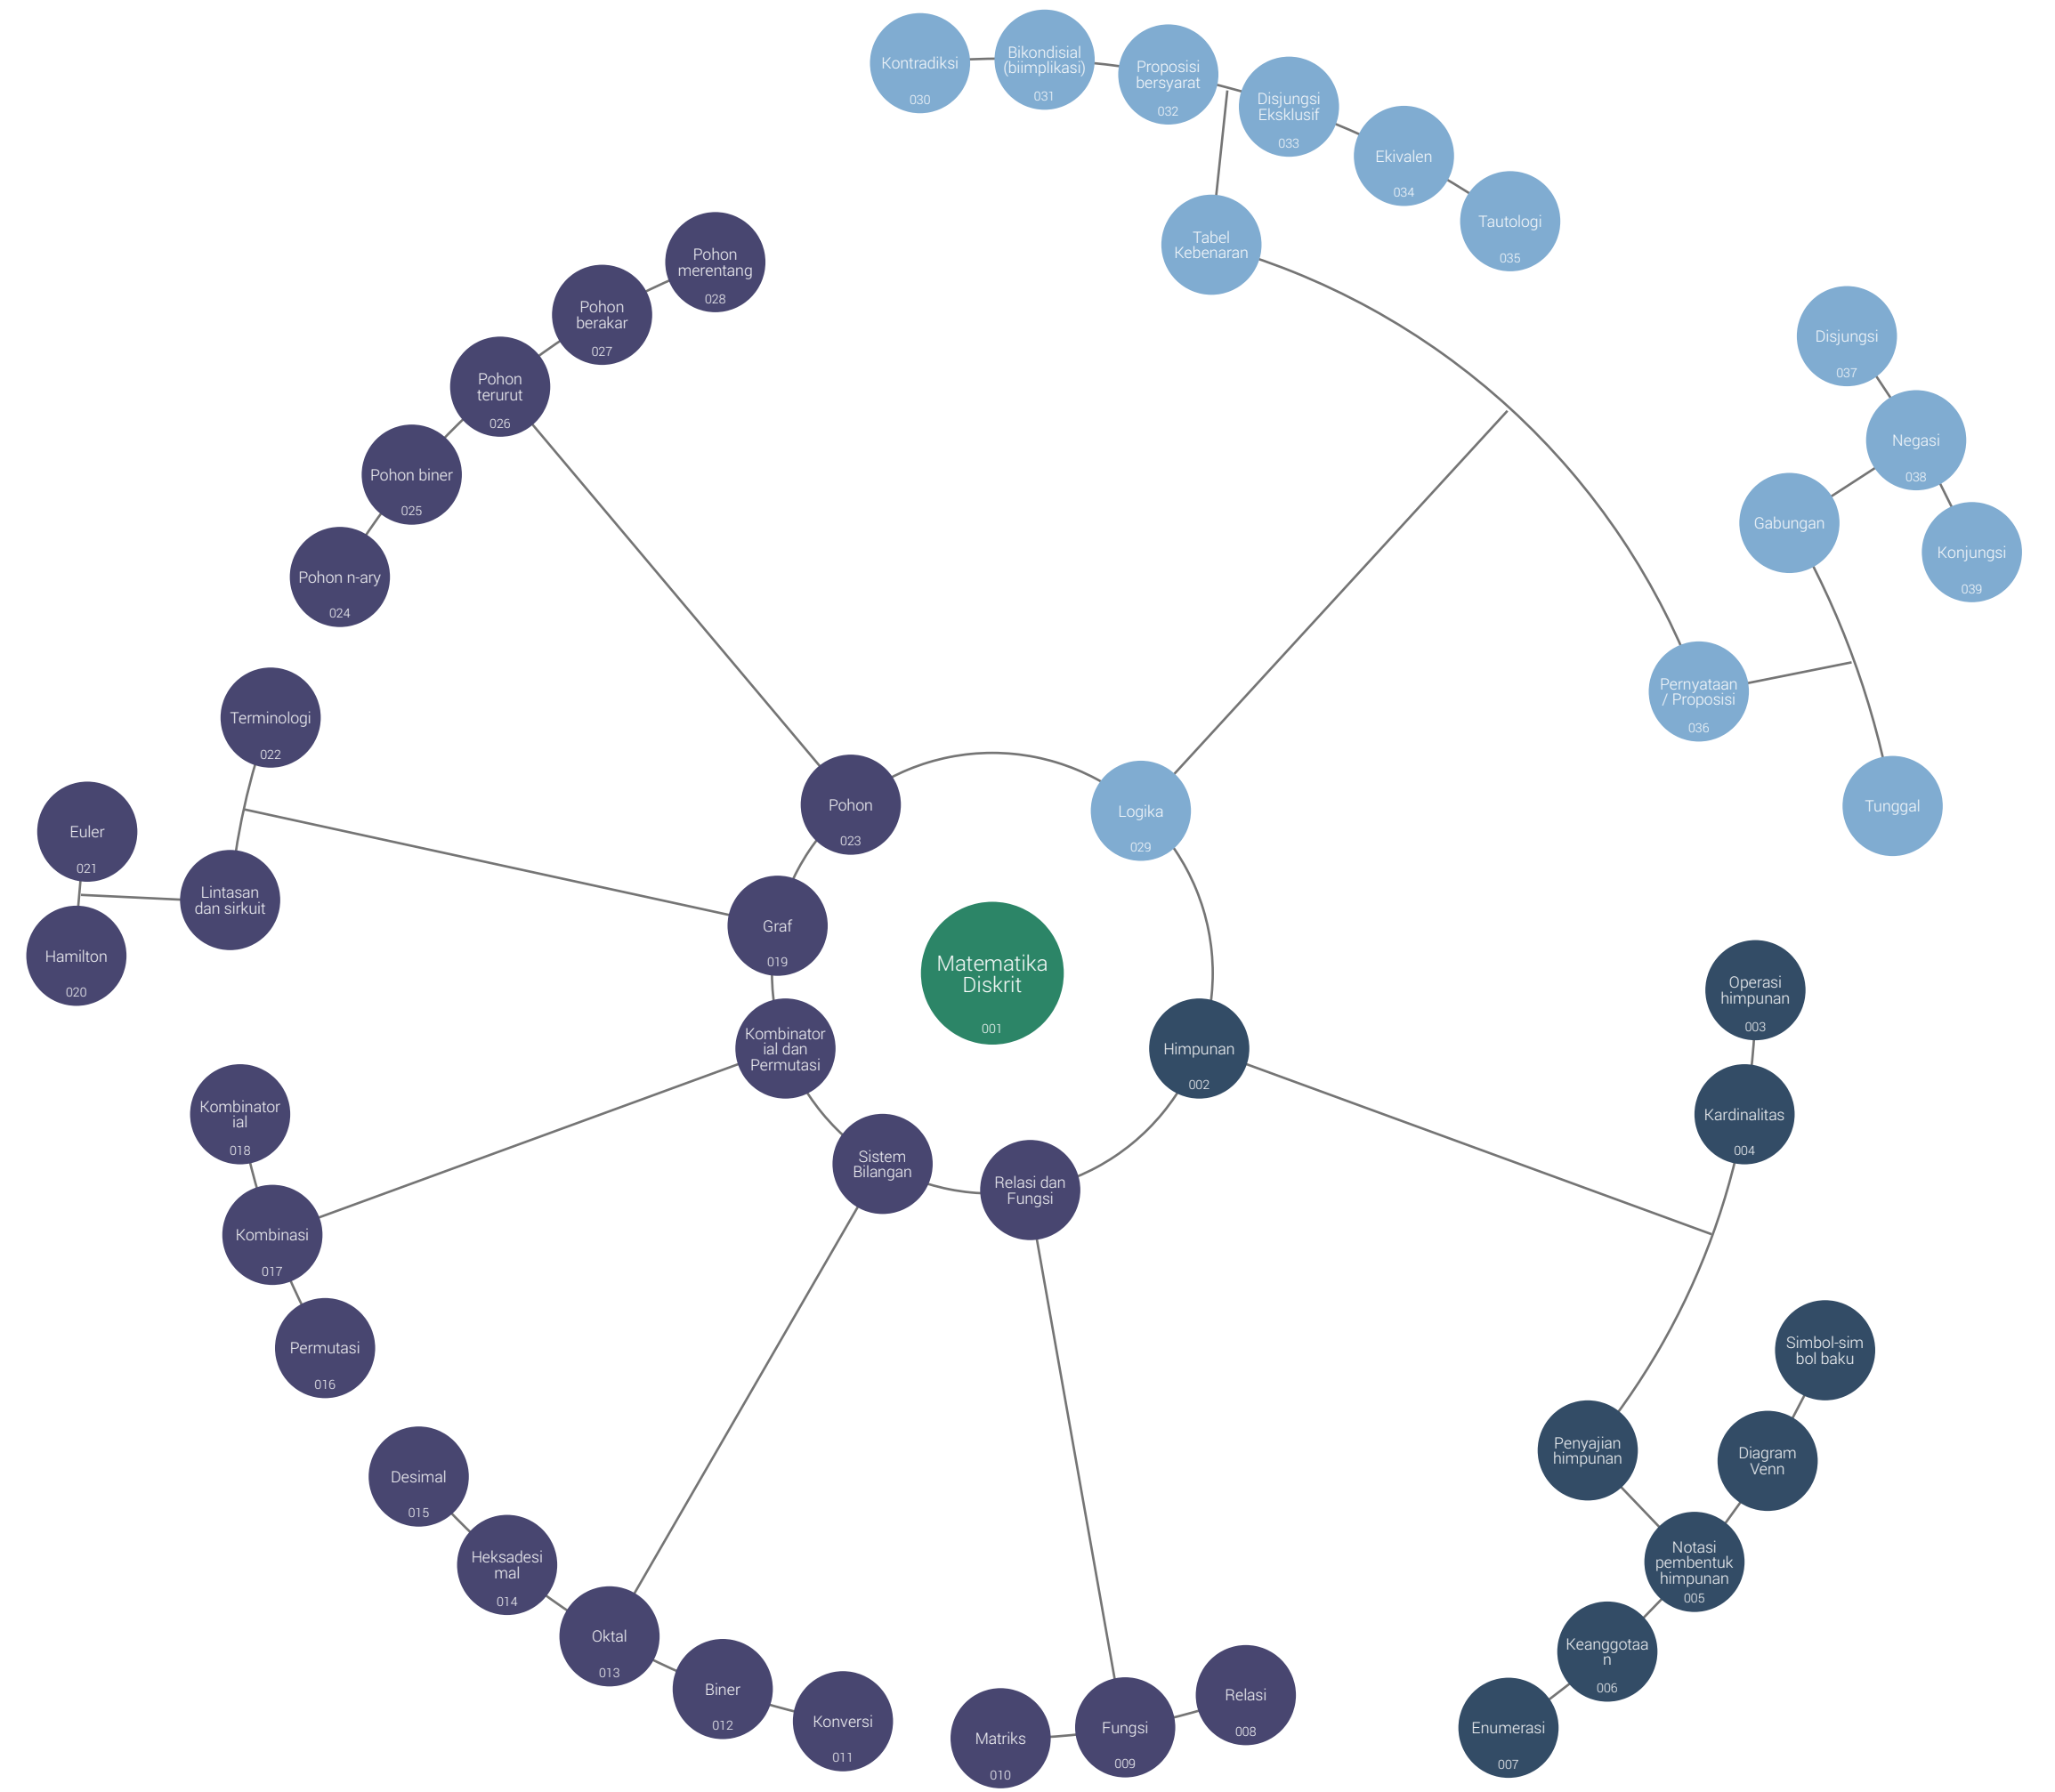 Kontradiksi
030
Bikondisial
(biimplikasi)
031
Proposisi
bersyarat
032
Disjungsi
Eksklusif
033
Ekivalen
034
Tautologi
035
Tabel
Kebenaran
Pohon
merentang
028
Pohon
berakar
027
Pohon
terurut
026
Pohon biner
025
Pohon n-ary
024
Disjungsi
037
Negasi
038
Gabungan
Konjungsi
039
Pernyataan
/ Proposisi
036
Tunggal
Terminologi
022
Euler
021
Lintasan
dan sirkuit
Hamilton
020
Pohon
023
Logika
029
Graf
019
Matematika
Diskrit
001
Kombinator
ial dan
Permutasi
Himpunan
002
Sistem
Bilangan
Relasi dan
Fungsi
Operasi
himpunan
003
Kardinalitas
004
Kombinator
ial
018
Kombinasi
017
Permutasi
016
Simbol-sim
bol baku
Penyajian
himpunan
Diagram
Venn
Notasi
pembentuk
himpunan
005
Keanggotaa
n
006
Enumerasi
007
Desimal
015
Heksadesi
mal
014
Oktal
013
Biner
012
Konversi
011
Matriks
010
Fungsi
009
Relasi
008